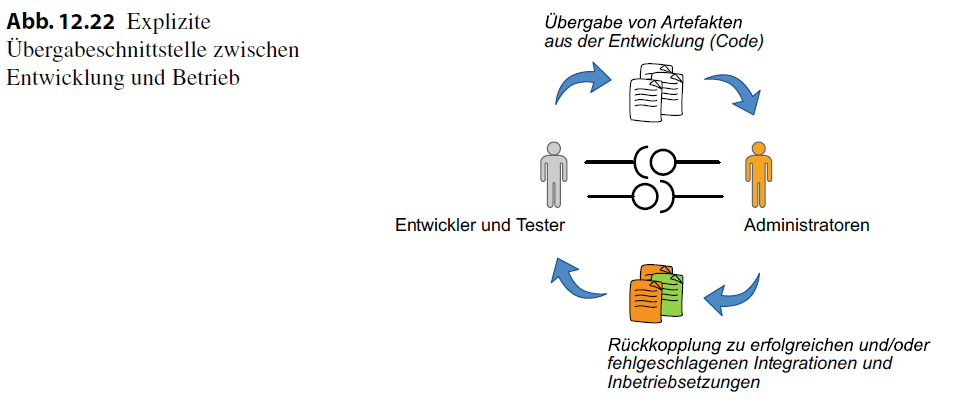 Abb. 12.22 Explizite
Übergabeschnittstelle zwischen
Entwicklung und Betrieb
Übergabe von Artefakten
aus der Entwicklung (Code)
Entwickler und Tester
Administratoren
Rückkopplung zu erfolgreichen und/oder
fehlgeschlagenen Integrationen und
Inbetriebsetzungen